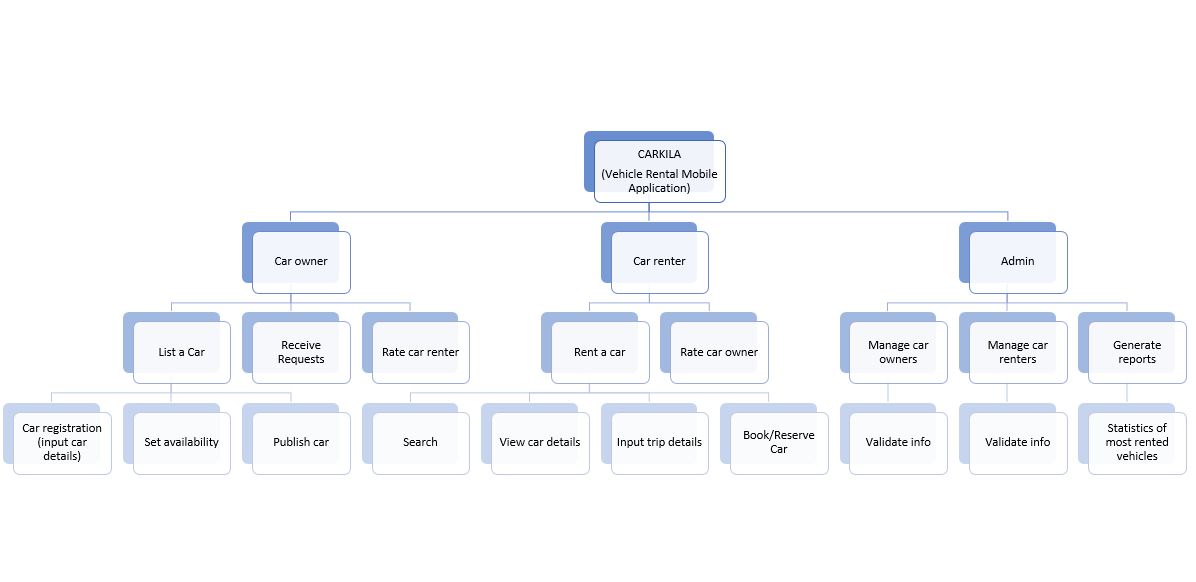 CARKILA
(Vehicle Rental Mobile
Application)
Car owner
Car renter
Admin
List a Car
Receive
Requests
Rate car renter
Rent a car
Rate car owner
Manage car
owners
Manage car
renters
Generate
reports
Car registration
(input car
details)
Set availability
Publish car
Search
View car details
Input trip details
Book/Reserve
Car
Validate info
Validate info
Statistics of
most rented
vehicles